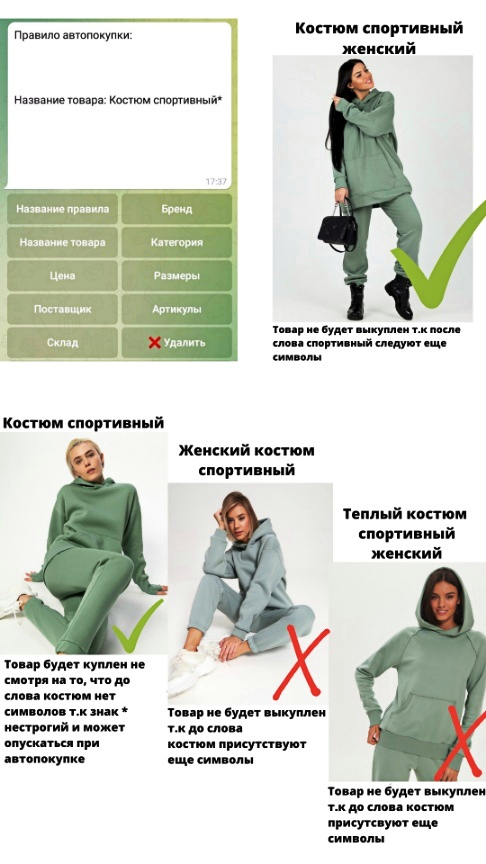 Правило автопокупки:
Название товара: Костюм спортивный*
17:37
Название правила
Бренд
Название товара
Категория
Цена
Размеры
Поставщик
Артикулы
Склад
❌ Удалить
Костюм спортивный
женский
Товар не будет выкуплен т.к после
слова спортивный следуют еще
символы
Костюм спортивный
Товар будет куплен не
смотря на то, что до
слова костюм нет
символов т.к знак *
нестрогий и может
опускаться при
автопокупке
Женский костюм
спортивный
Товар не будет выкуплен
т.к до слова
костюм присутствуют
еще символы
Теплый костюм
спортивный
женский
Товар не будет выкуплен
т.к до слова костюм
присутсвуют еще
символы